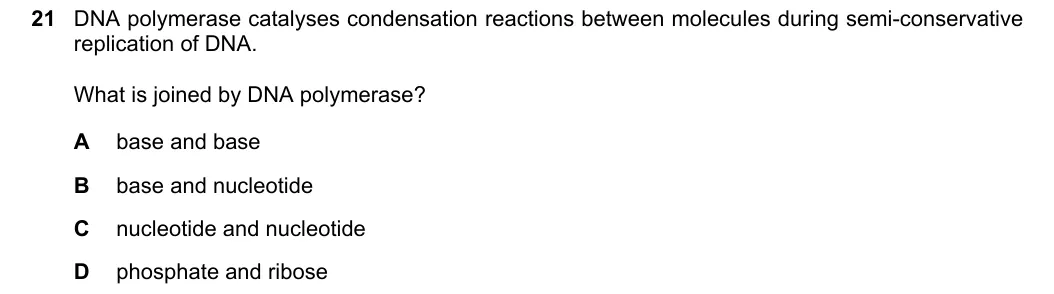 21 DNA polymerase catalyses condensation reactions between molecules during semi-conservative
replication of DNA.
What is joined by DNA polymerase?
A base and base
B base and nucleotide
C nucleotide and nucleotide
D phosphate and ribose